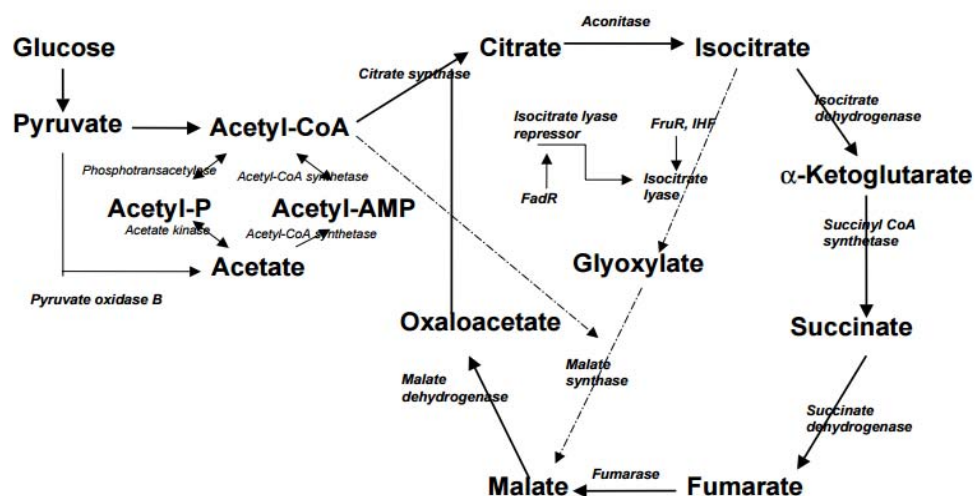 Aconitase
Glucose
Citrate
Isocitrate
Citrate synthase
Isocitrate
dehydrogenase
Pyruvate
Acetyl-CoA
Isocitrate lyase
repressor
FruR, IHF
Phosphotransacetylase
Acetyl-CoA synthetase
Isocitrate
lyase
FadR
α-Ketoglutarate
Acetyl-P
Acetyl-AMP
Acetate kinase
Acetyl-CoA synthetase
Succinyl CoA
synthetase
Acetate
Glyoxylate
Pyruvate oxidase B
Oxaloacetate
Succinate
Malate
synthase
Malate
dehydrogenase
Succinate
dehydrogenase
Malate
Fumarase
Fumarate